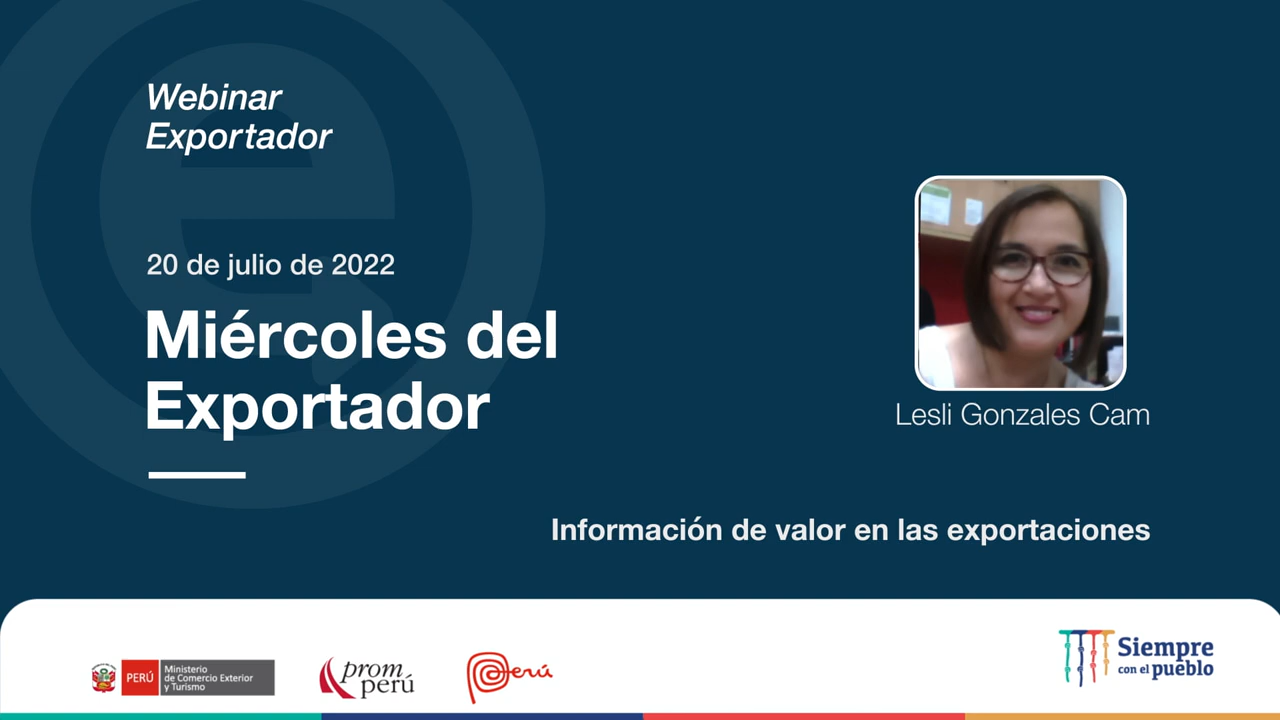 Webinar
Exportador
20 de julio de 2022
Miércoles del
Exportador
Lesli Gonzales Cam
Información de valor en las exportaciones
PERÚ
Ministerio
de Comercio Exterior
y Turismo
prom
perú
Perú
Siempre
con el pueblo